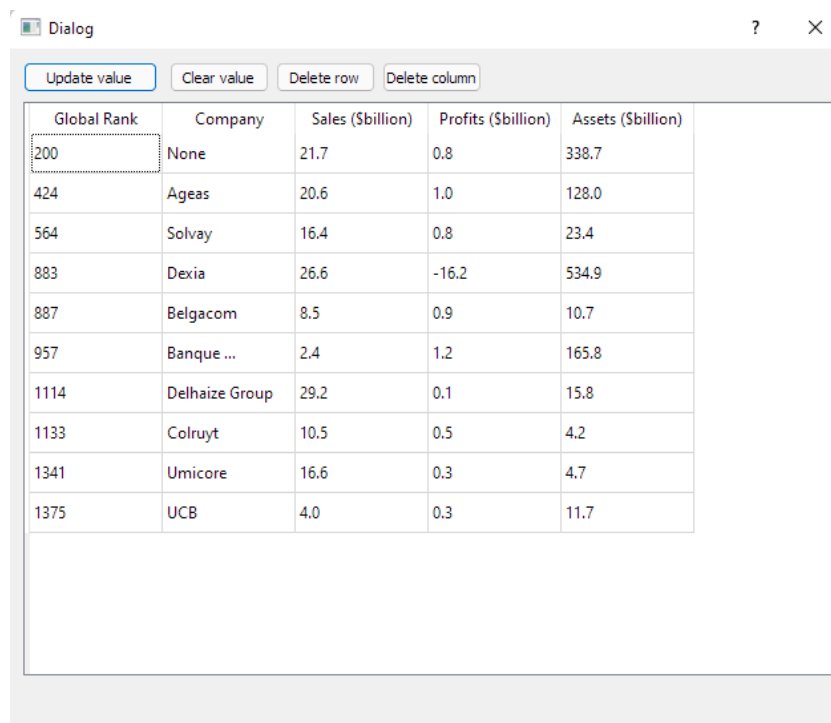 Dialog ?
Update value Clear value Delete row Delete column
Global Rank Company Sales ($billion) Profits ($billion) Assets ($billion)
200 None 21.7 0.8 338.7
424 Ageas 20.6 1.0 128.0
564 Solvay 16.4 0.8 23.4
883 Dexia 26.6 -16.2 534.9
887 Belgacom 8.5 0.9 10.7
957 Banque ... 2.4 1.2 165.8
1114 Delhaize Group 29.2 0.1 15.8
1133 Colruyt 10.5 0.5 4.2
1341 Umicore 16.6 0.3 4.7
1375 UCB 4.0 0.3 11.7